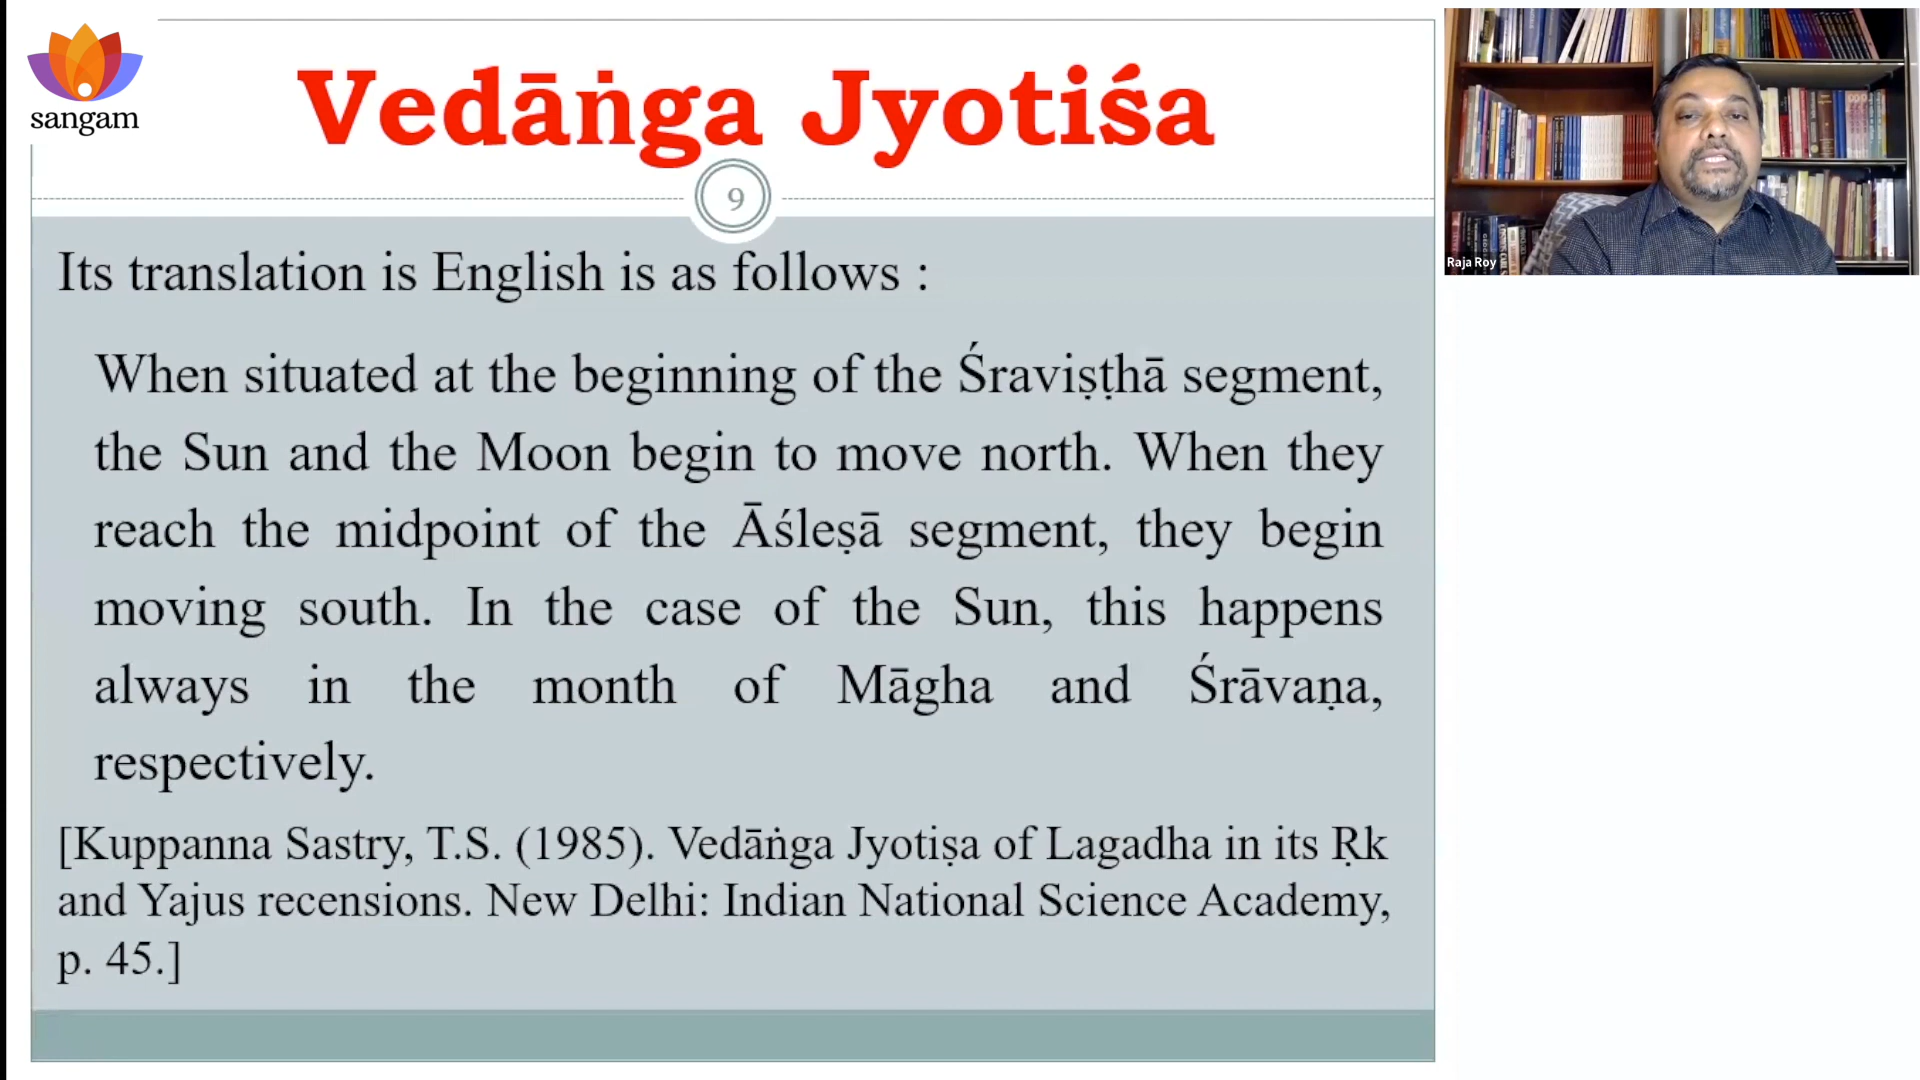 sangam
Vedāṅga Jyotiśa
9
Its translation is English is as follows :
When situated at the beginning of the Śraviṣṭhā segment,
the Sun and the Moon begin to move north. When they
reach the midpoint of the Āśleṣā segment, they begin
moving south. In the case of the Sun, this happens
always in the month of Māgha and Śrāvaṇa,
respectively.
[Kuppanna Sastry, T.S. (1985). Vedāṅga Jyotiṣa of Lagadha in its Ṛk
and Yajus recensions. New Delhi: Indian National Science Academy,
p. 45.]
Raja Roy